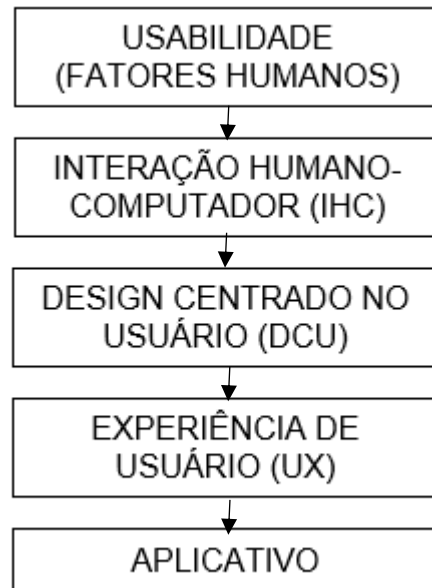 USABILIDADE
(FATORES HUMANOS)
INTERAÇÃO HUMANO-
COMPUTADOR (IHC)
DESIGN CENTRADO NO
USUÁRIO (DCU)
EXPERIÊNCIA DE
USUÁRIO (UX)
APLICATIVO